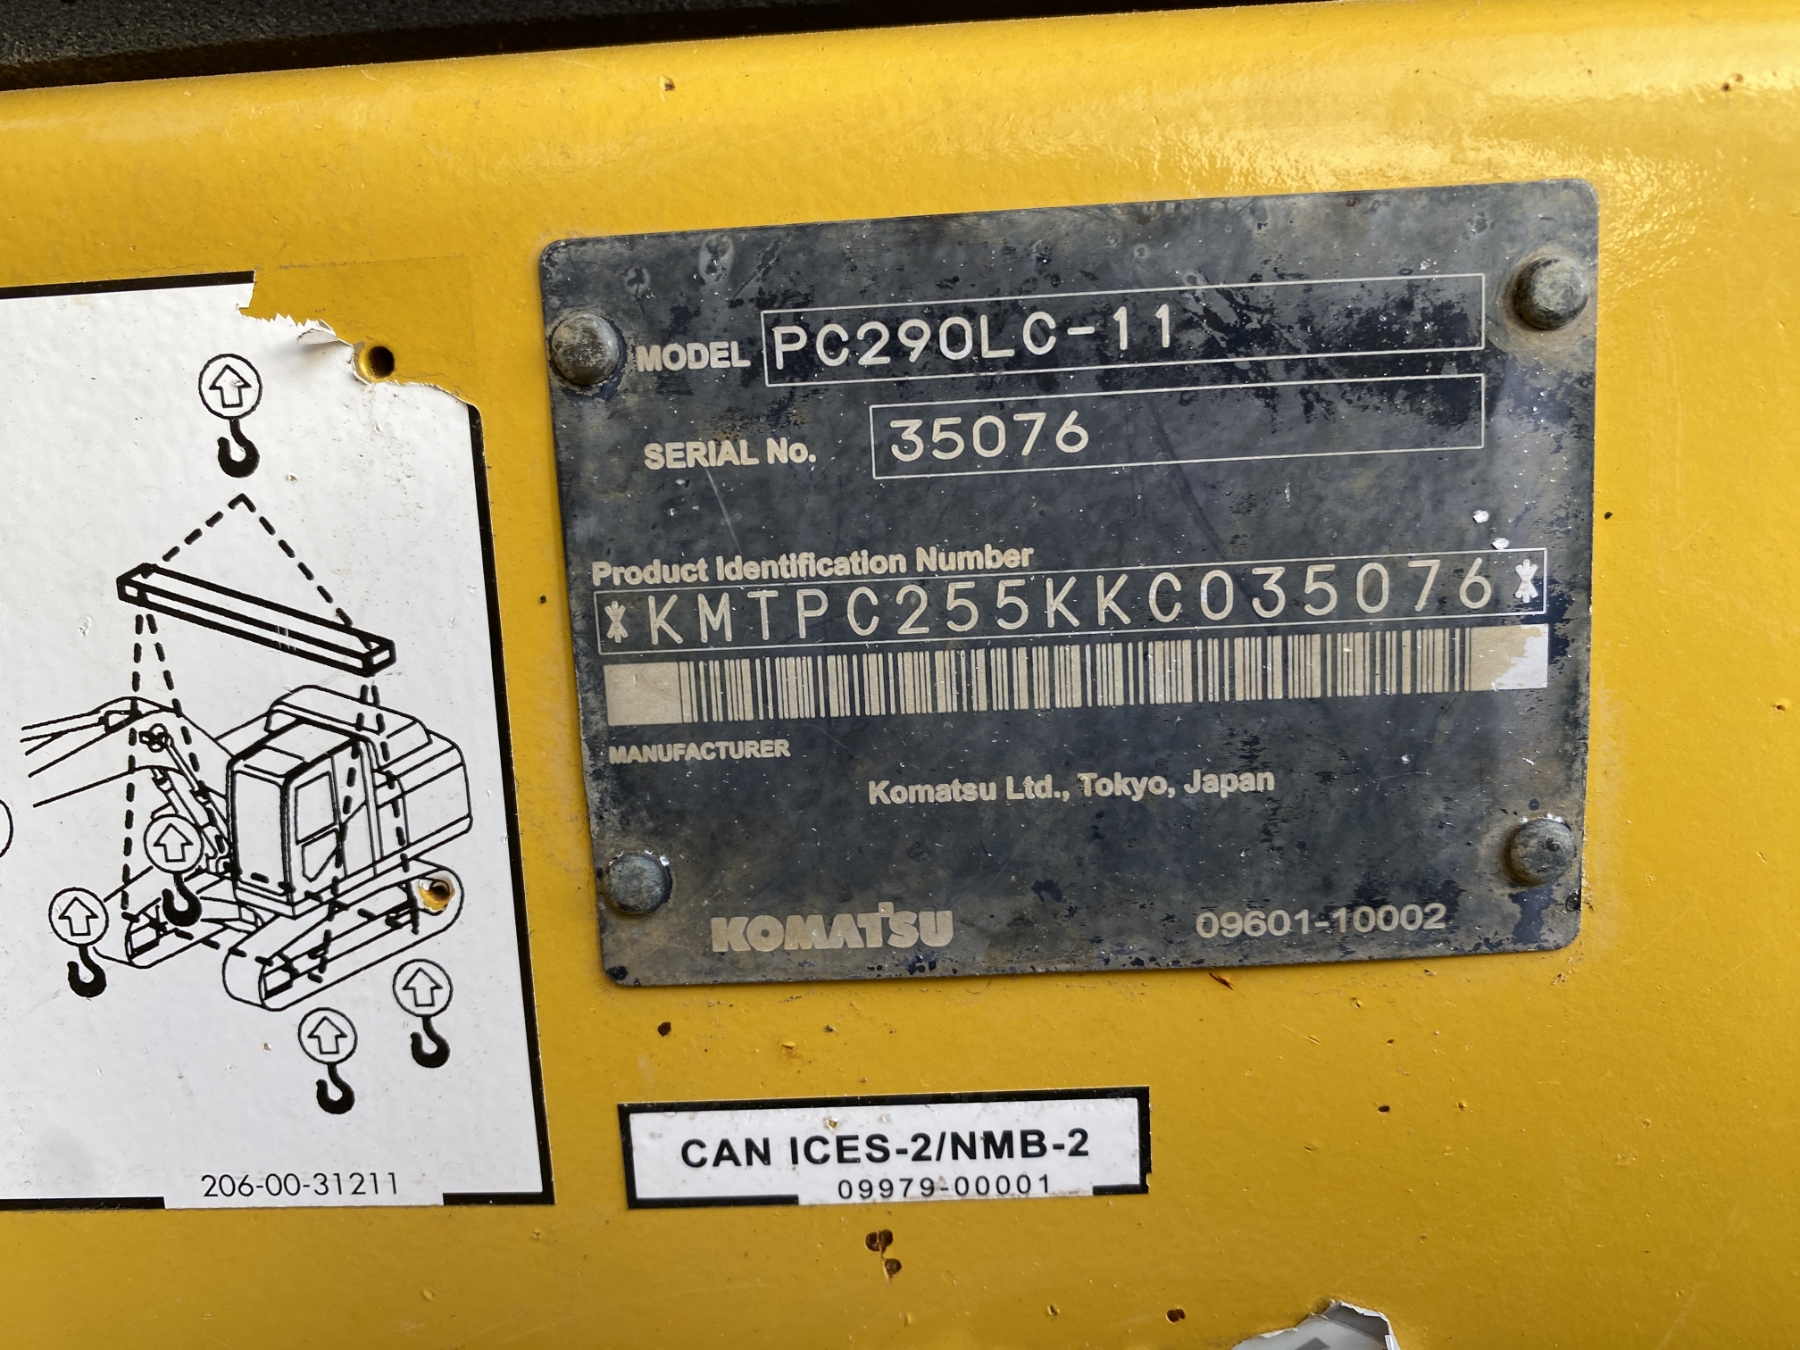 MODEL PC290LC-11
SERIAL No. 35076
Product Identification Number
*KMTPC255KKC035076*
MANUFACTURER
Komatsu Ltd., Tokyo, Japan
KOMATSU 09601-10002
206-00-31211
CAN ICES-2/NMB-2
09979-00001